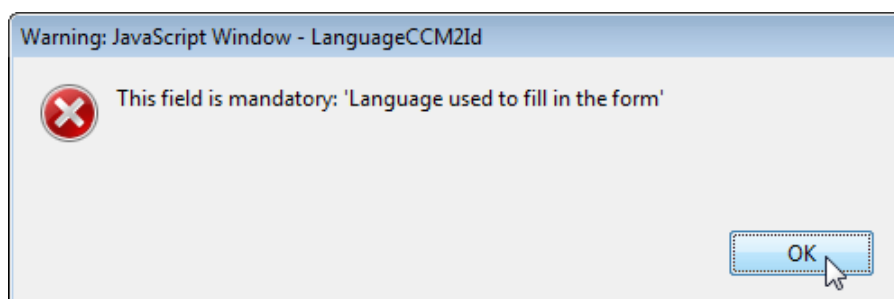 Warning: JavaScript Window - LanguageCCM2Id
This field is mandatory: 'Language used to fill in the form'
OK